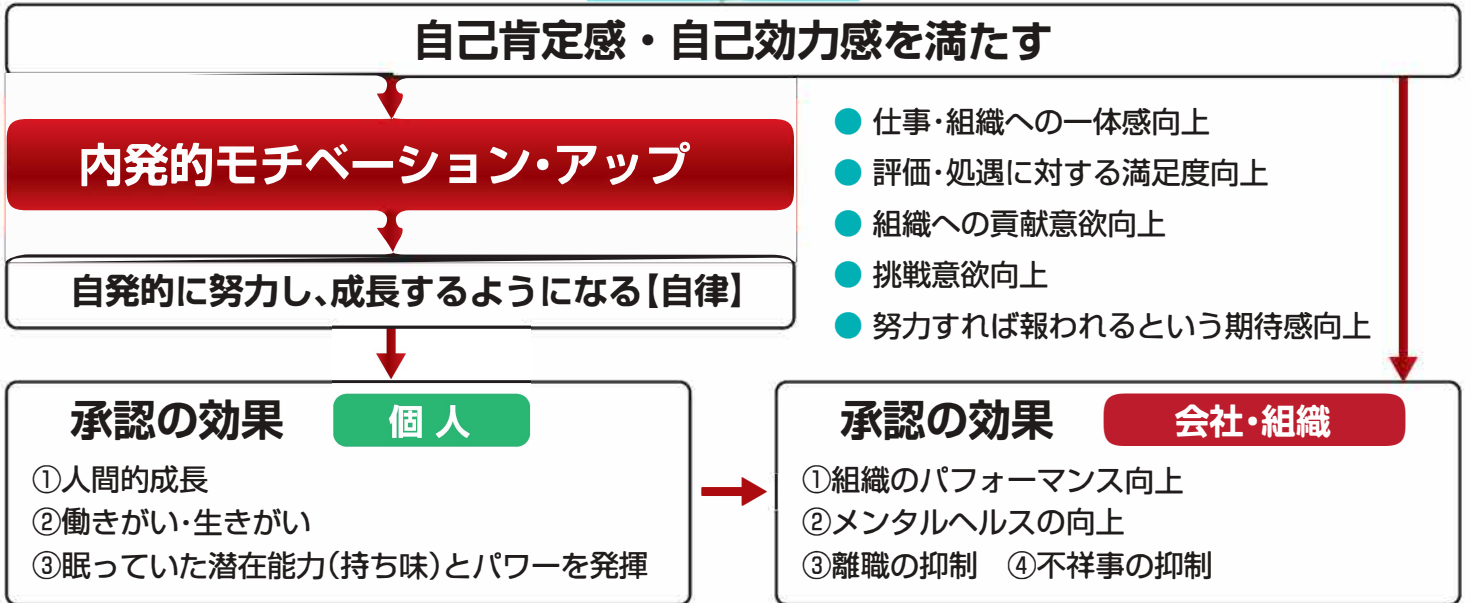 自己肯定感・自己効力感を満たす
内発的モチベーション・アップ
自発的に努力し、成長するようになる【自律】
● 仕事・組織への一体感向上
● 評価・処遇に対する満足度向上
● 組織への貢献意欲向上
● 挑戦意欲向上
● 努力すれば報われるという期待感向上
承認の効果 個人
①人間的成長
②働きがい・生きがい
③眠っていた潜在能力(持ち味)とパワーを発揮
承認の効果 会社・組織
①組織のパフォーマンス向上
②メンタルヘルスの向上
③離職の抑制 ④不祥事の抑制